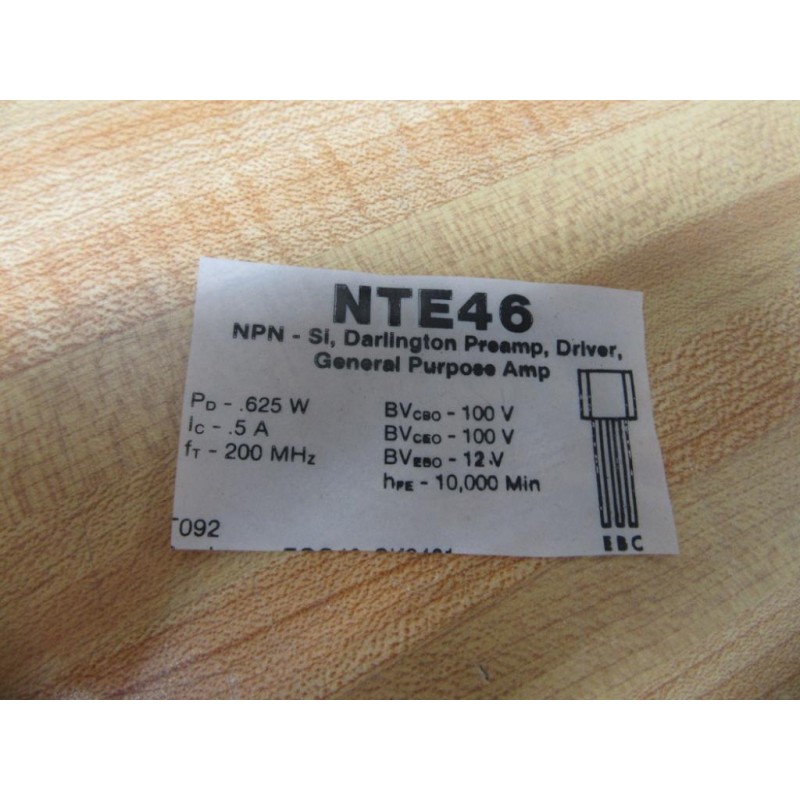 NTE46
NPN - Si, Darlington Preamp, Driver,
General Purpose Amp
PD - .625 W
IC - .5 A
fT - 200 MHz
BVCBO - 100 V
BVCEO - 100 V
BVEBO - 12 V
hFE - 10,000 Min
T092
E B C